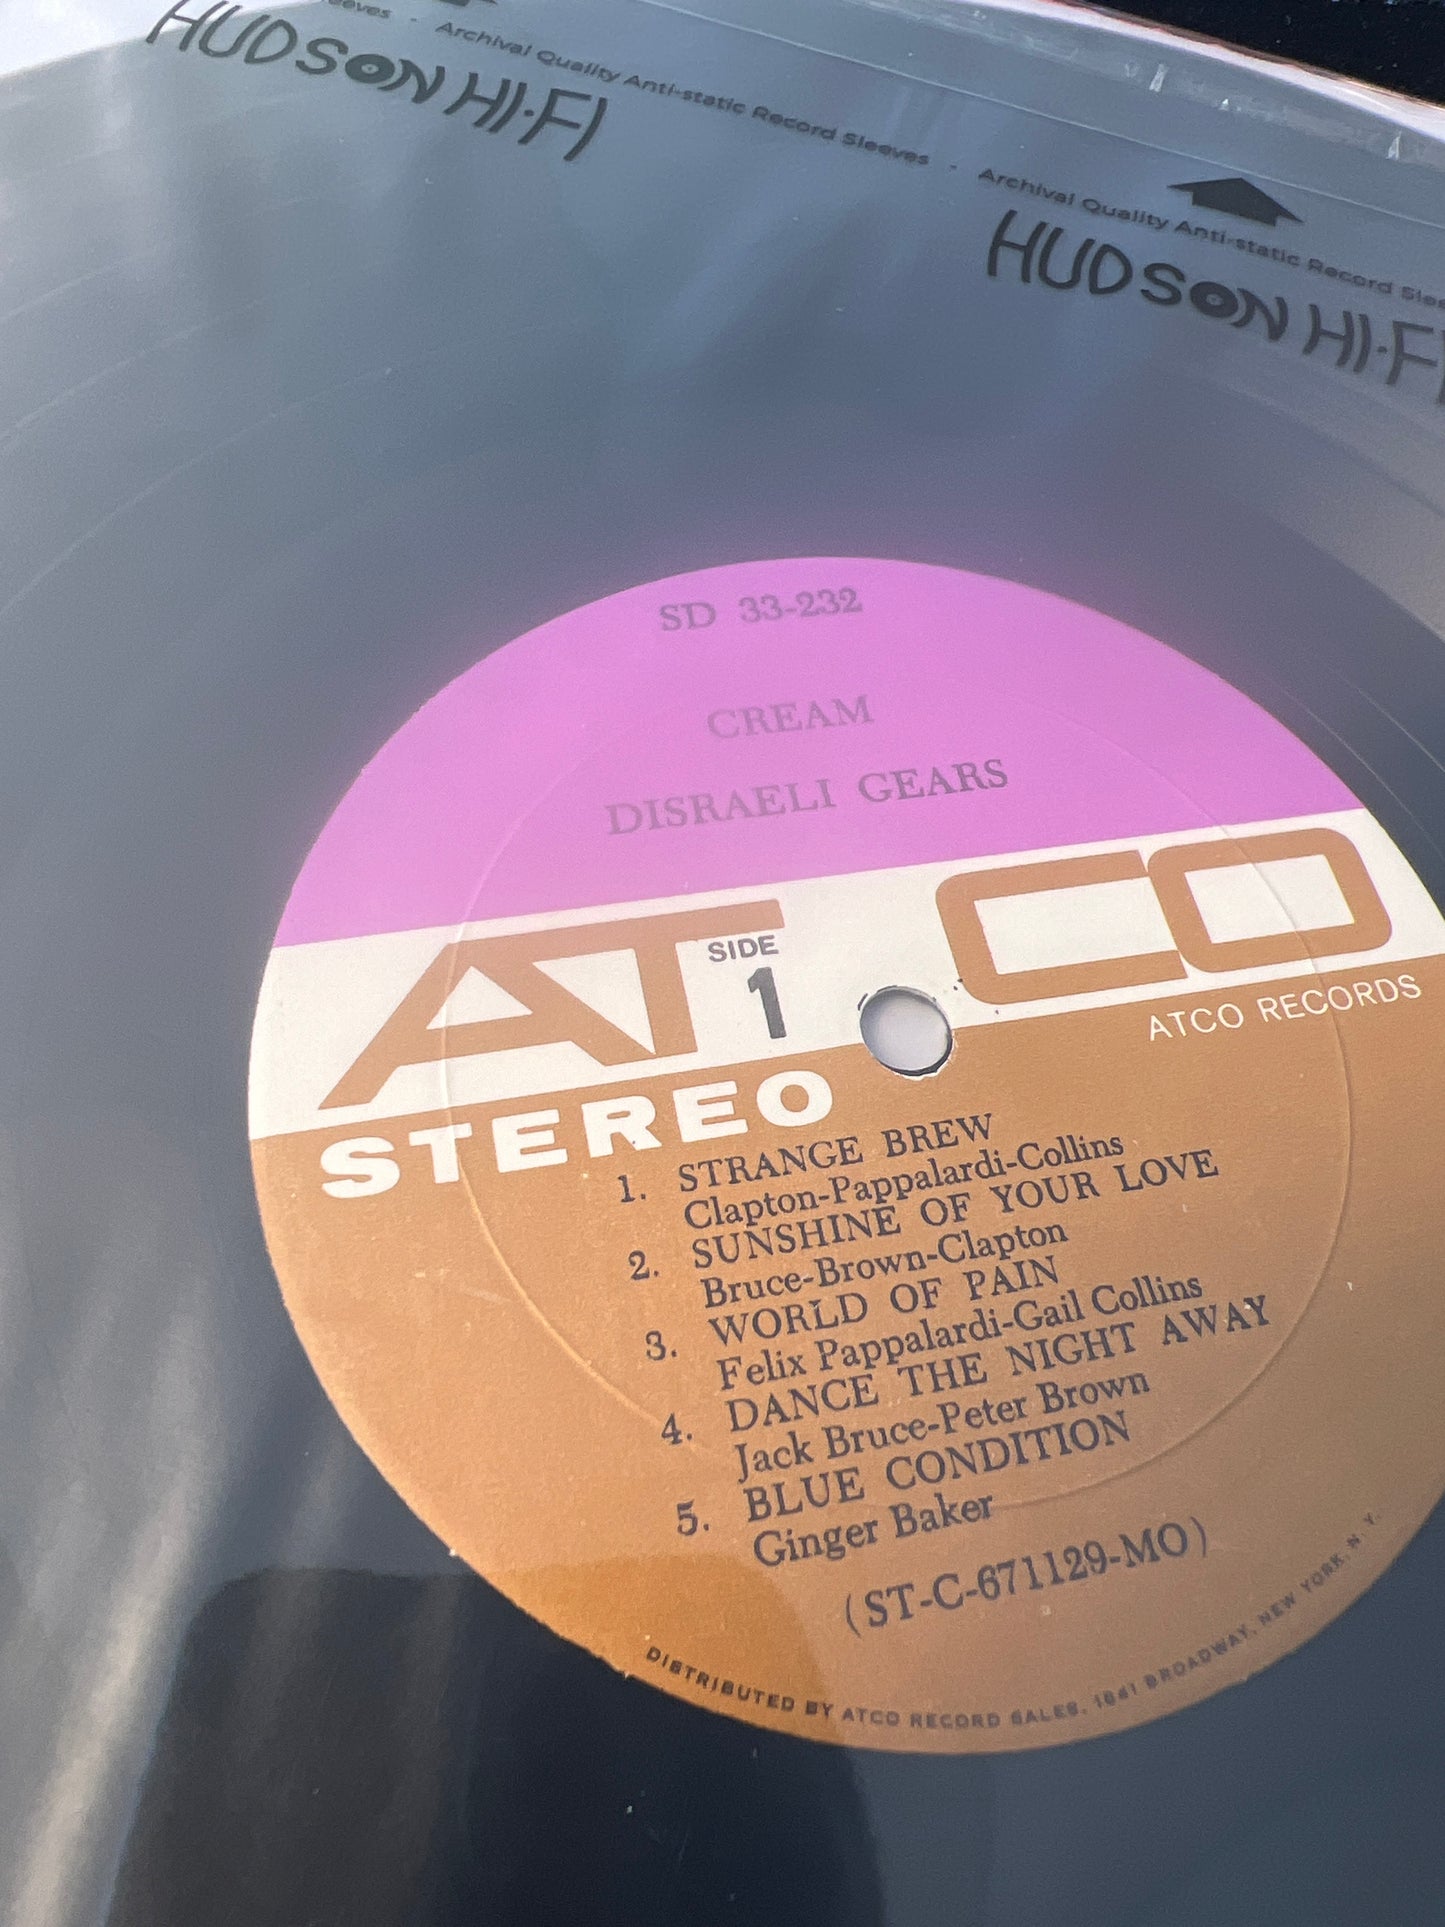 eeves - Archival Quality Anti-static Record Sleeves - Archival Quality Anti-static Record Slee
HUDSON HI-FI
HUDSON HI-FI
SD 33-232
CREAM
DISRAELI GEARS
ATCO
SIDE
1
ATCO RECORDS
STEREO
1. STRANGE BREW
Clapton-Pappalardi-Collins
2. SUNSHINE OF YOUR LOVE
Bruce-Brown-Clapton
3. WORLD OF PAIN
Felix Pappalardi-Gail Collins
4. DANCE THE NIGHT AWAY
Jack Bruce-Peter Brown
5. BLUE CONDITION
Ginger Baker
(ST-C-671129-MO)
DISTRIBUTED BY ATCO RECORD SALES, 1841 BROADWAY, NEW YORK, N.Y.